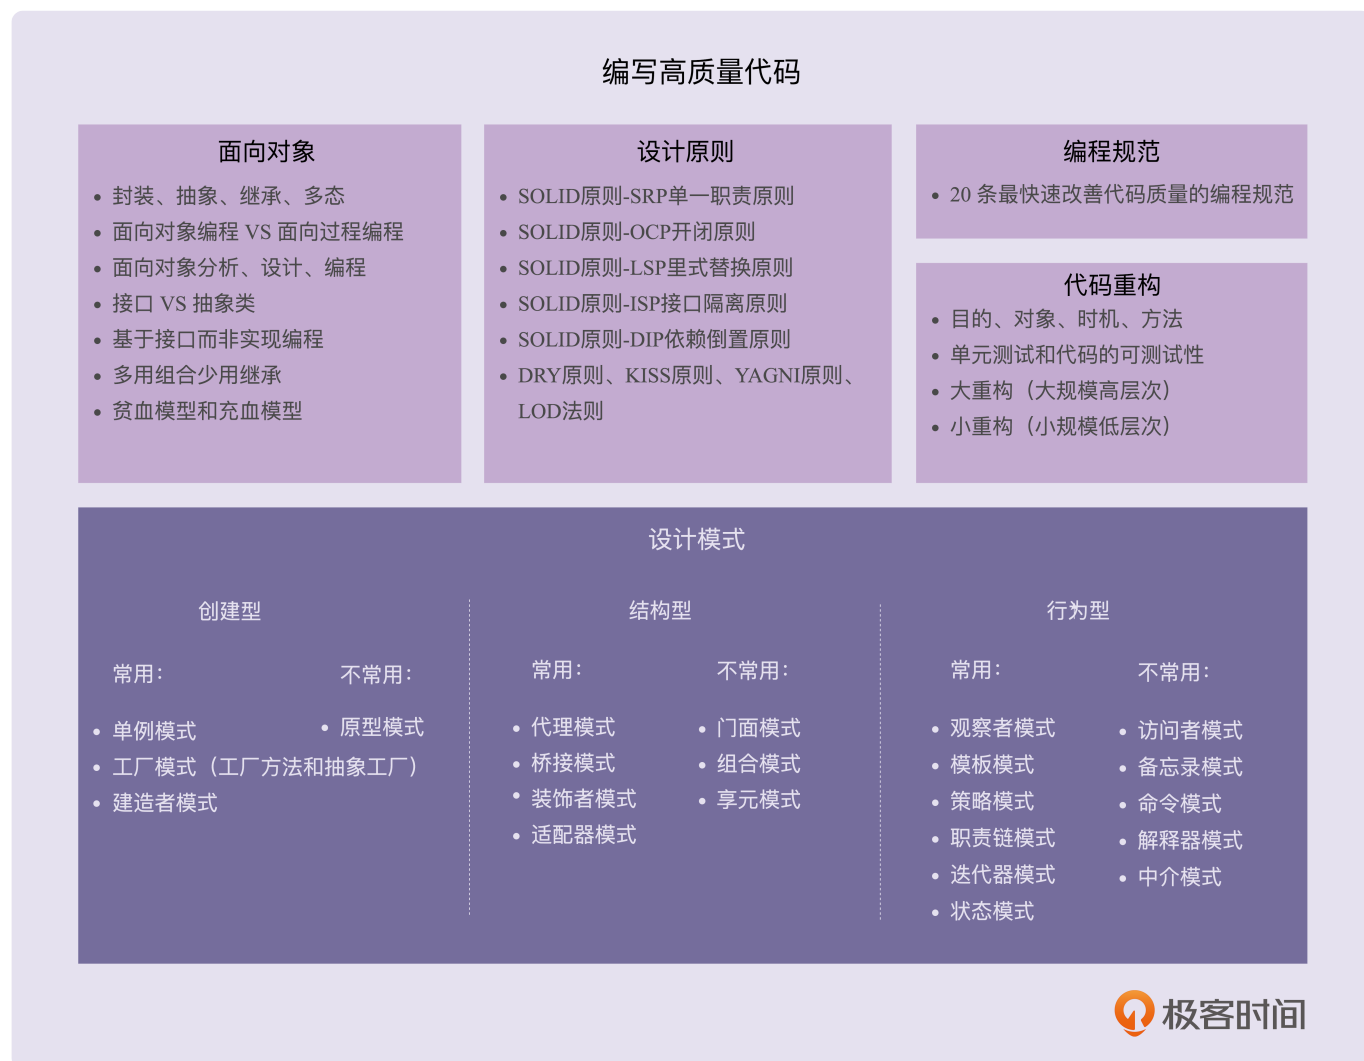 编写高质量代码
面向对象
封装、抽象、继承、多态
面向对象编程 VS 面向过程编程
面向对象分析、设计、编程
接口 VS 抽象类
基于接口而非实现编程
多用组合少用继承
贫血模型和充血模型
设计原则
SOLID原则-SRP单一职责原则
SOLID原则-OCP开闭原则
SOLID原则-LSP里式替换原则
SOLID原则-ISP接口隔离原则
SOLID原则-DIP依赖倒置原则
DRY原则、KISS原则、YAGNI原则、
LOD法则
编程规范
20 条最快速改善代码质量的编程规范
代码重构
目的、对象、时机、方法
单元测试和代码的可测试性
大重构（大规模高层次）
小重构（小规模低层次）
设计模式
创建型
常用：
单例模式
工厂模式（工厂方法和抽象工厂）
建造者模式
不常用：
原型模式
结构型
常用：
代理模式
桥接模式
装饰者模式
适配器模式
不常用：
门面模式
组合模式
享元模式
行为型
常用：
观察者模式
模板模式
策略模式
职责链模式
迭代器模式
状态模式
不常用：
访问者模式
备忘录模式
命令模式
解释器模式
中介模式
极客时间